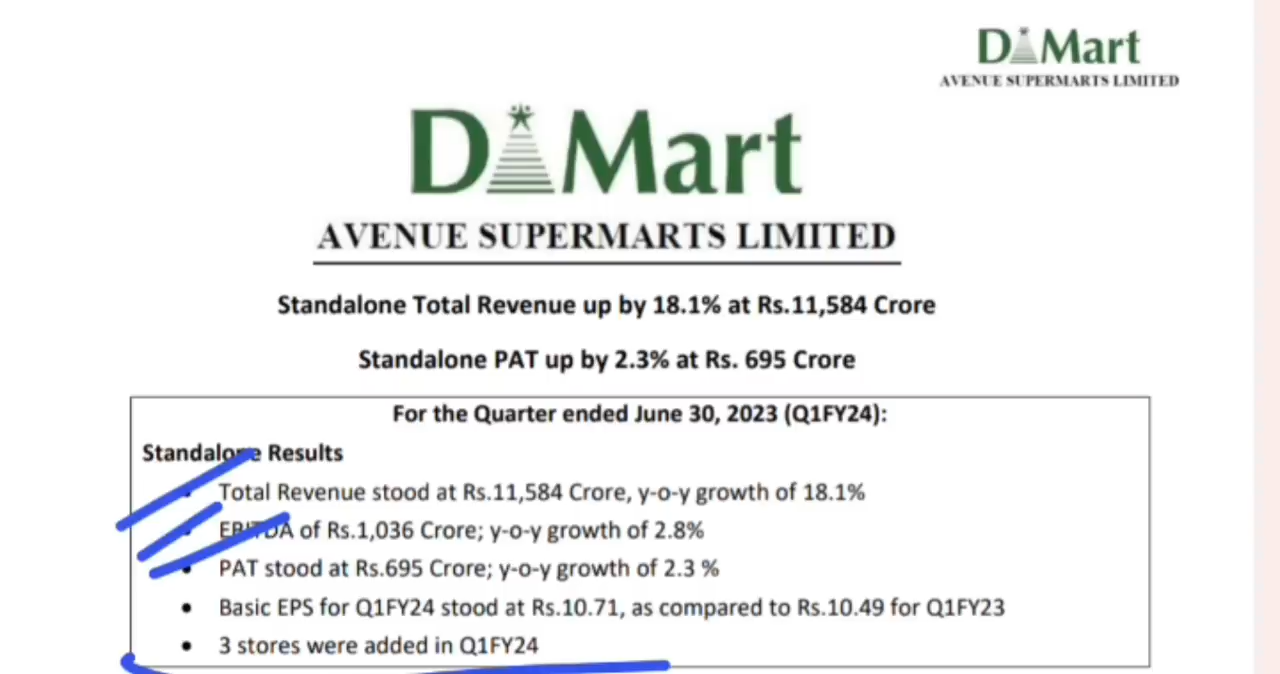 D Mart
AVENUE SUPERMARTS LIMITED
D Mart
AVENUE SUPERMARTS LIMITED
Standalone Total Revenue up by 18.1% at Rs.11,584 Crore
Standalone PAT up by 2.3% at Rs. 695 Crore
For the Quarter ended June 30, 2023 (Q1FY24):
Standalone Results
Total Revenue stood at Rs.11,584 Crore, y-o-y growth of 18.1%
EBITDA of Rs.1,036 Crore; y-o-y growth of 2.8%
• PAT stood at Rs.695 Crore; y-o-y growth of 2.3 %
• Basic EPS for Q1FY24 stood at Rs.10.71, as compared to Rs.10.49 for Q1FY23
• 3 stores were added in Q1FY24